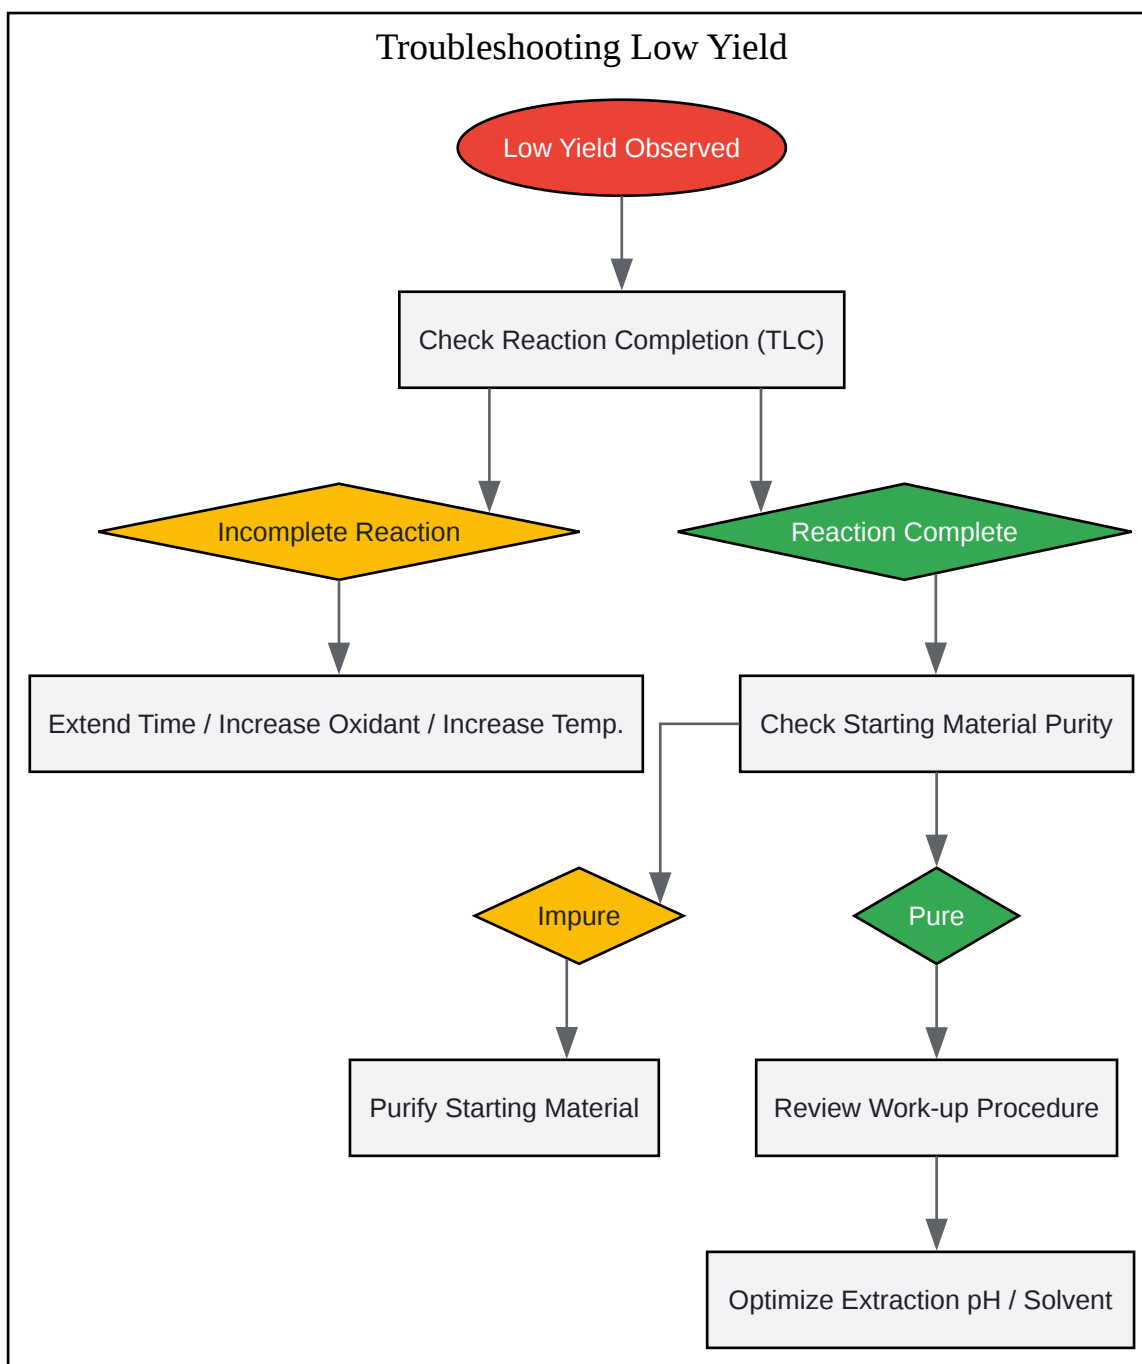 Troubleshooting Low Yield
Low Yield Observed
Check Reaction Completion (TLC)
Incomplete Reaction
Reaction Complete
Extend Time / Increase Oxidant / Increase Temp.
Check Starting Material Purity
Impure
Pure
Purify Starting Material
Review Work-up Procedure
Optimize Extraction pH / Solvent